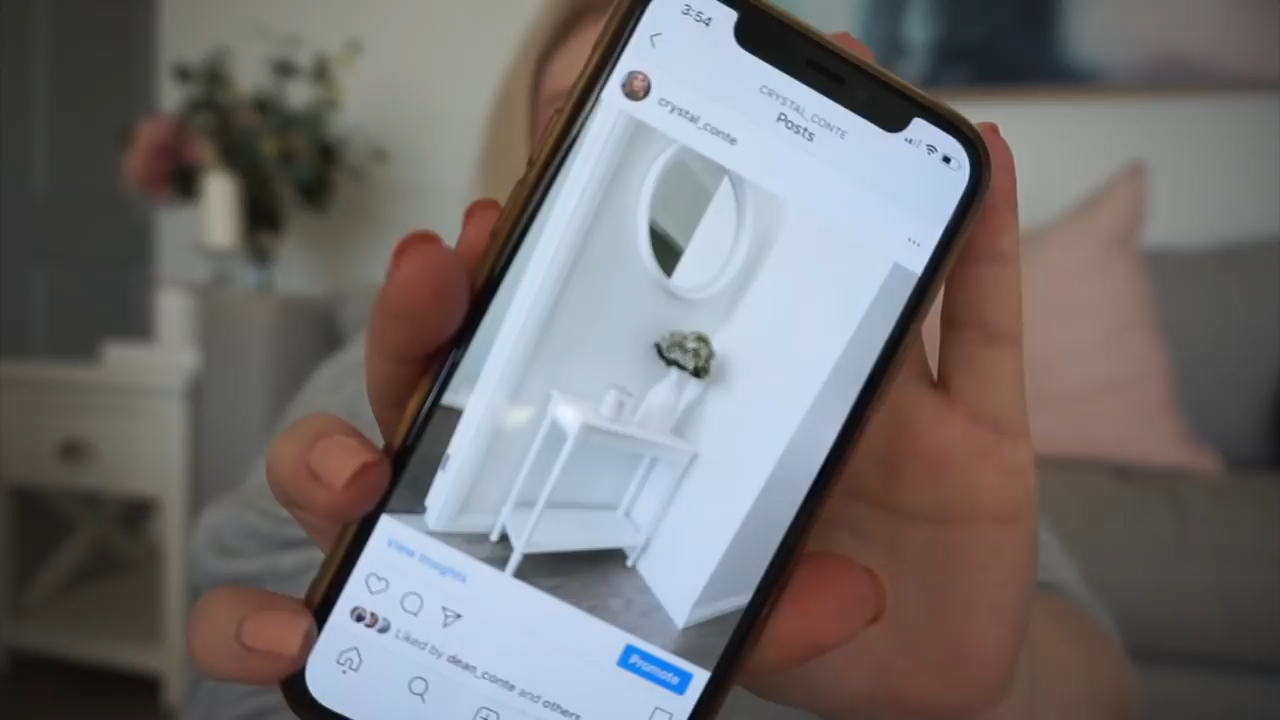 3:54
CRYSTAL_CONTE
Posts
crystal_conte
View Insights
Promote
Liked by dean_conte and others